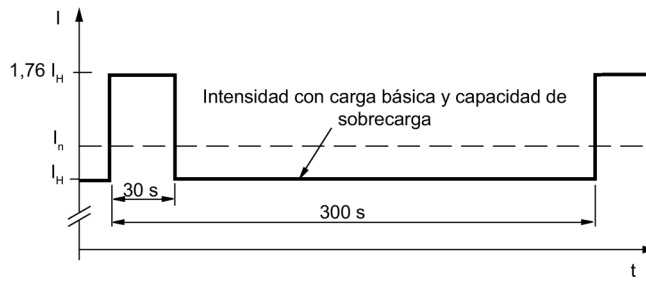 I
1,76 I_H
Intensidad con carga básica y capacidad de
sobrecarga
I_n
I_H
30 s
300 s
t